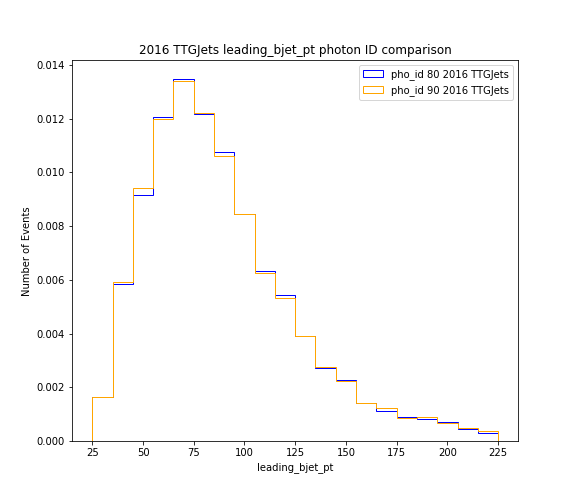 2016 TTGJets leading_bjet_pt photon ID comparison
pho_id 80 2016 TTGJets
pho_id 90 2016 TTGJets
Number of Events
0.014
0.012
0.010
0.008
0.006
0.004
0.002
0.000
25 50 75 100 125 150 175 200 225
leading_bjet_pt